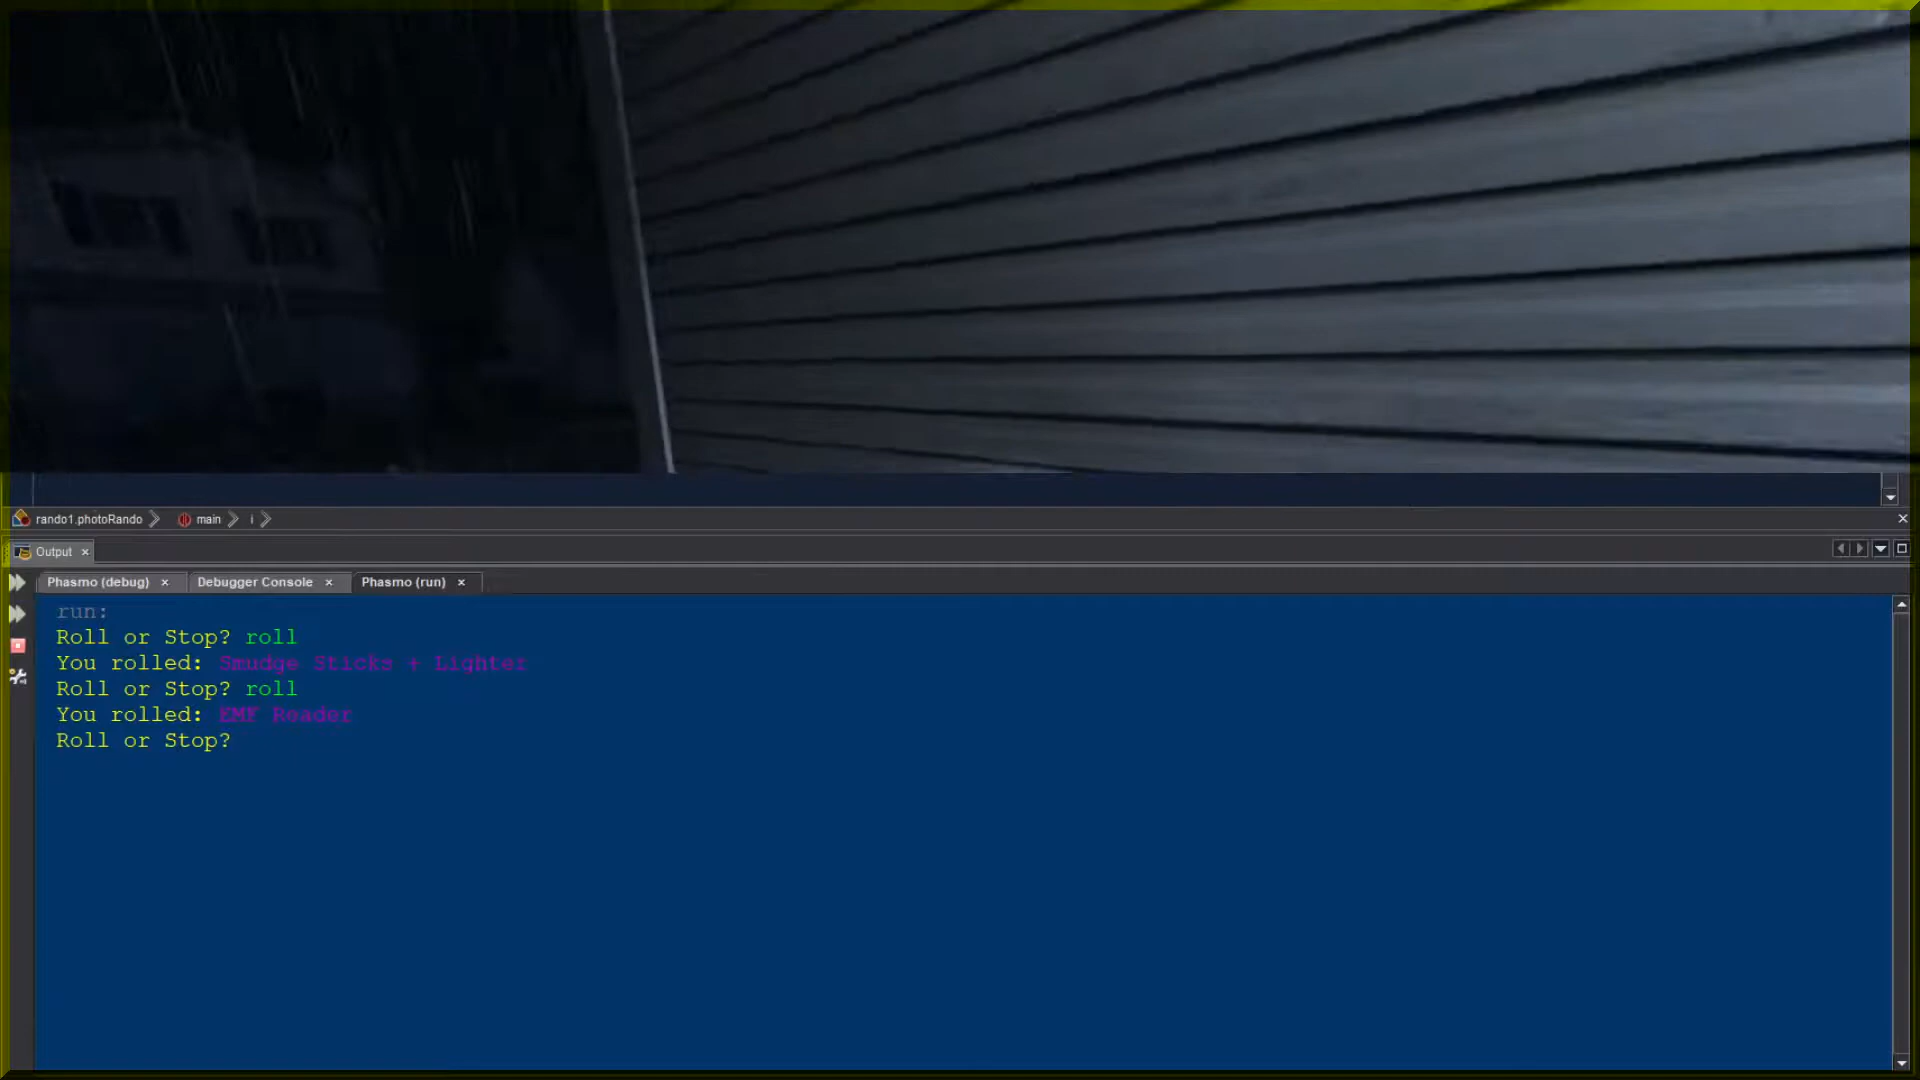 rando1.photoRando main i
Output
Phasmo (debug) Debugger Console Phasmo (run)
run:
Roll or Stop? roll
You rolled: Smudge Sticks + Lighter
Roll or Stop? roll
You rolled: EMF Reader
Roll or Stop?